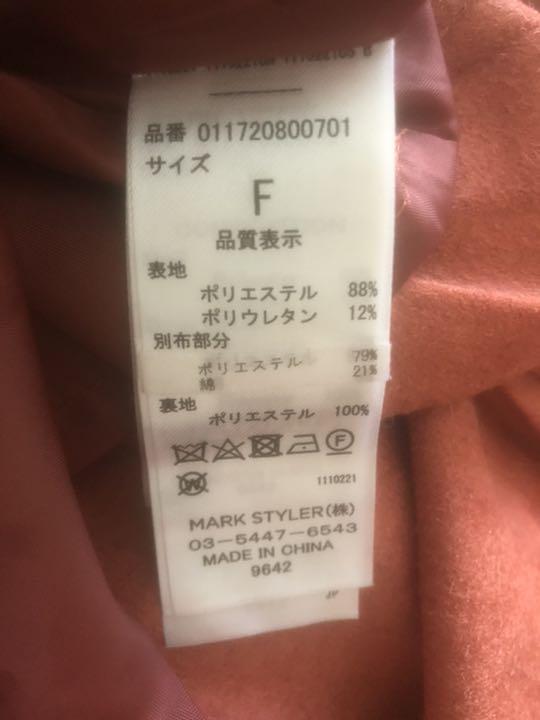 品番 011720800701
サイズ
F
品質表示
表地
ポリエステル 88%
ポリウレタン 12%
別布部分
ポリエステル 79%
綿 21%
裏地
ポリエステル 100%
F
W
1110221
MARK STYLER(株)
03-5447-6543
MADE IN CHINA
9642
JP